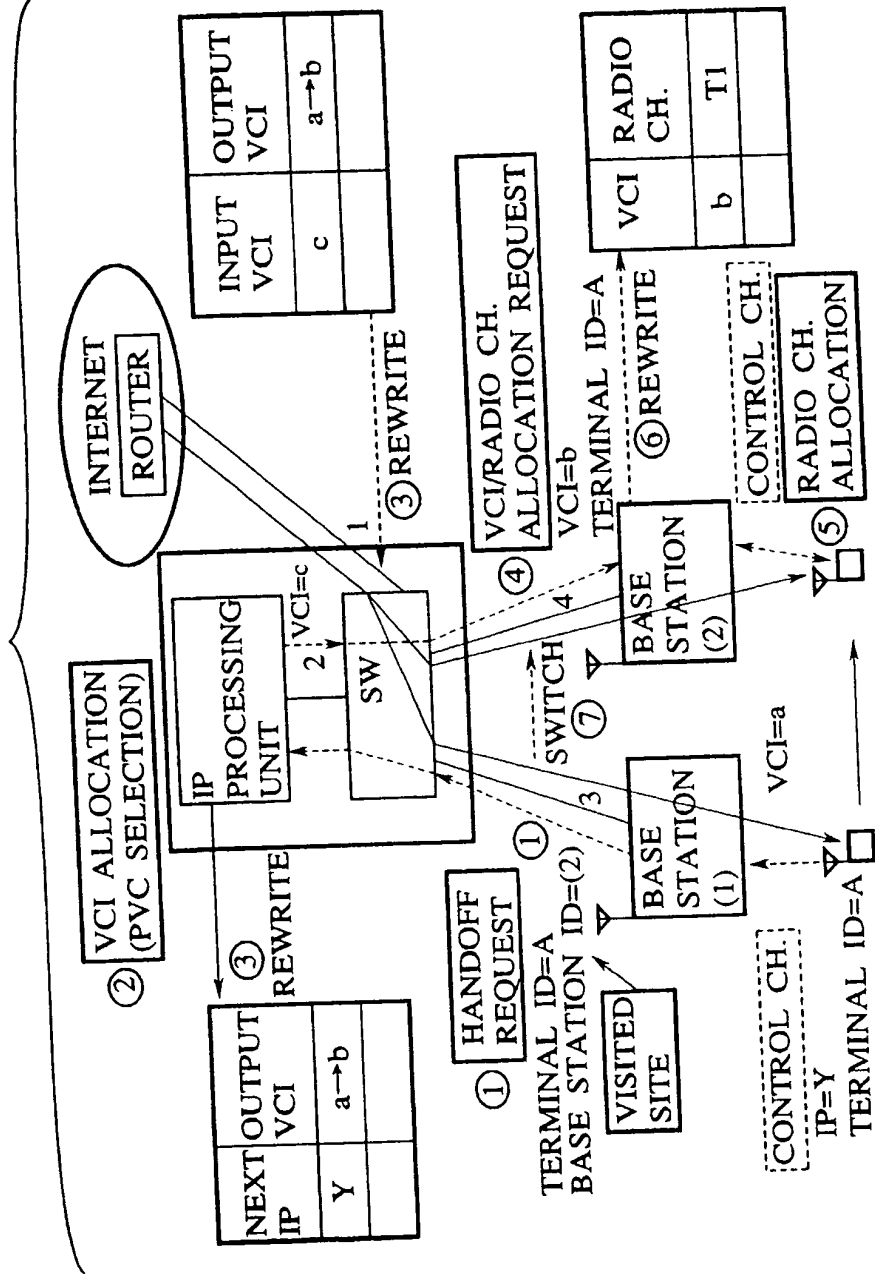 ② VCI ALLOCATION
(PVC SELECTION)
INTERNET
ROUTER
INPUT
VCI
OUTPUT
VCI
c
a→b
③ REWRITE
1
IP
PROCESSING
UNIT
2
VCI=c
SW
③
REWRITE
NEXT
IP
OUTPUT
VCI
Y
a→b
① HANDOFF
REQUEST
TERMINAL ID=A
BASE STATION ID=(2)
①
VISITED
SITE
SWITCH
⑦
3
4
④
VCI/RADIO CH.
ALLOCATION REQUEST
VCI=b
TERMINAL ID=A
⑥ REWRITE
VCI
RADIO
CH.
b
T1
BASE
STATION
(1)
BASE
STATION
(2)
VCI=a
CONTROL CH.
IP=Y
TERMINAL ID=A
CONTROL CH.
⑤
RADIO CH.
ALLOCATION